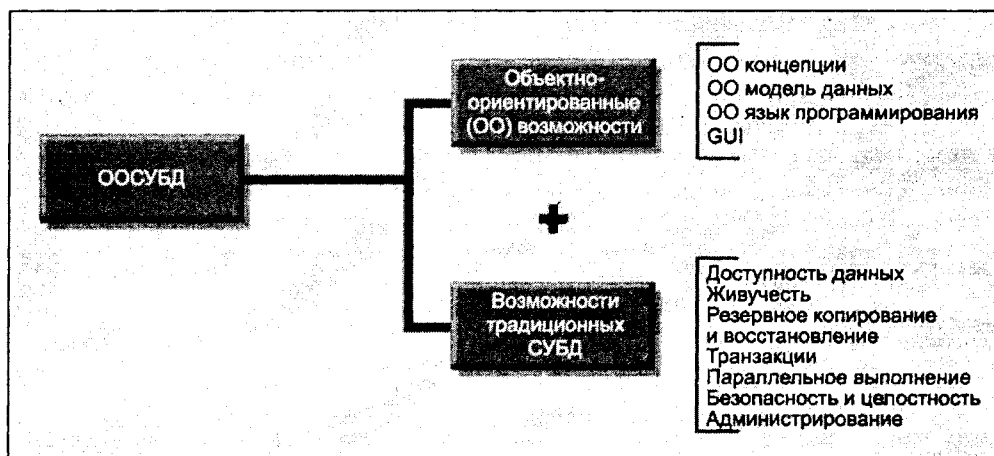 ООСУБД
Объектно-
ориентированные
(ОО) возможности
ОО концепции
ОО модель данных
ОО язык программирования
GUI
+
Возможности
традиционных
СУБД
Доступность данных
Живучесть
Резервное копирование
и восстановление
Транзакции
Параллельное выполнение
Безопасность и целостность
Администрирование